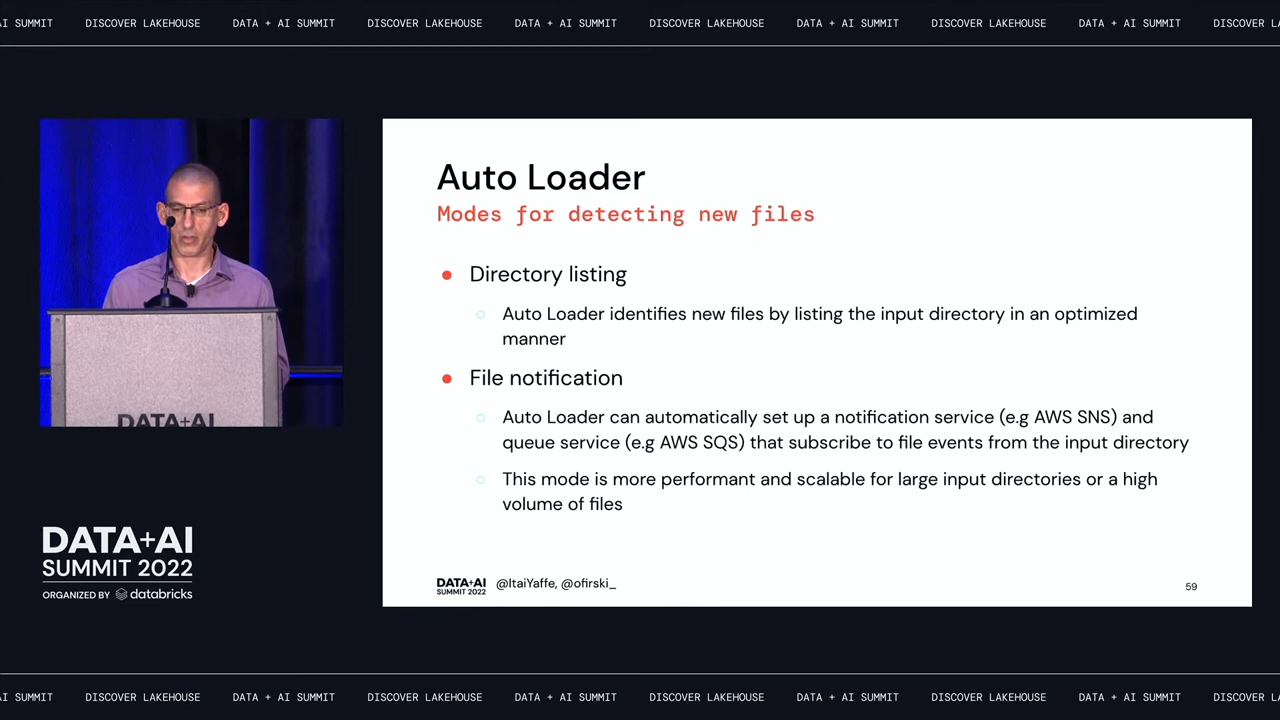 AI SUMMIT DISCOVER LAKEHOUSE DATA + AI SUMMIT DISCOVER LAKEHOUSE DATA + AI SUMMIT DISCOVER LAKEHOUSE DATA + AI SUMMIT DISCOVER LAKEHOUSE DATA + AI SUMMIT DISCOVER LA
DATA+AI
DATA+AI
SUMMIT 2022
ORGANIZED BY databricks
Auto Loader
Modes for detecting new files
Directory listing
Auto Loader identifies new files by listing the input directory in an optimized
manner
File notification
Auto Loader can automatically set up a notification service (e.g AWS SNS) and
queue service (e.g AWS SQS) that subscribe to file events from the input directory
This mode is more performant and scalable for large input directories or a high
volume of files
DATA+AI
SUMMIT 2022
@ItaiYaffe, @ofirski_
59
AI SUMMIT DISCOVER LAKEHOUSE DATA + AI SUMMIT DISCOVER LAKEHOUSE DATA + AI SUMMIT DISCOVER LAKEHOUSE DATA + AI SUMMIT DISCOVER LAKEHOUSE DATA + AI SUMMIT DISCOVER LA